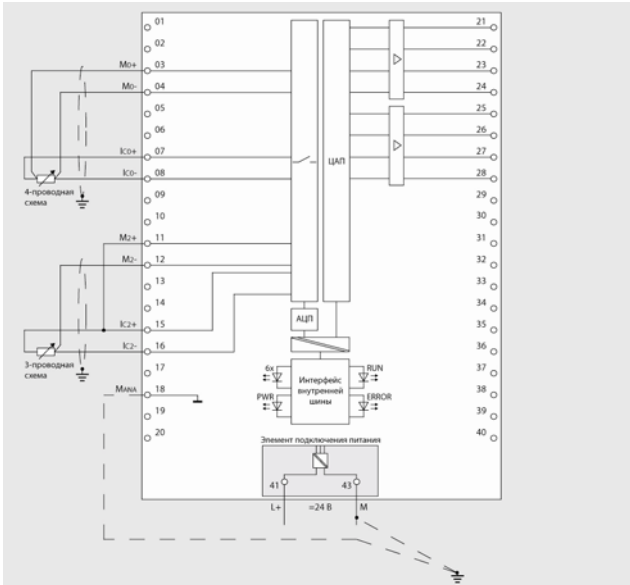 01
02
M0+ 03
M0- 04
05
06
IC0+ 07
IC0- 08
4-проводная
схема
09
10
M2+ 11
M2- 12
13
14
IC2+ 15
IC2- 16
3-проводная
схема
17
MANA 18
19
20
ЦАП
АЦП
21
22
23
24
25
26
27
28
29
30
31
32
33
34
35
36
37
38
39
40
6x
RUN
PWR
ERROR
Интерфейс
внутренней
шины
Элемент подключения питания
41
43
L+ =24 В M